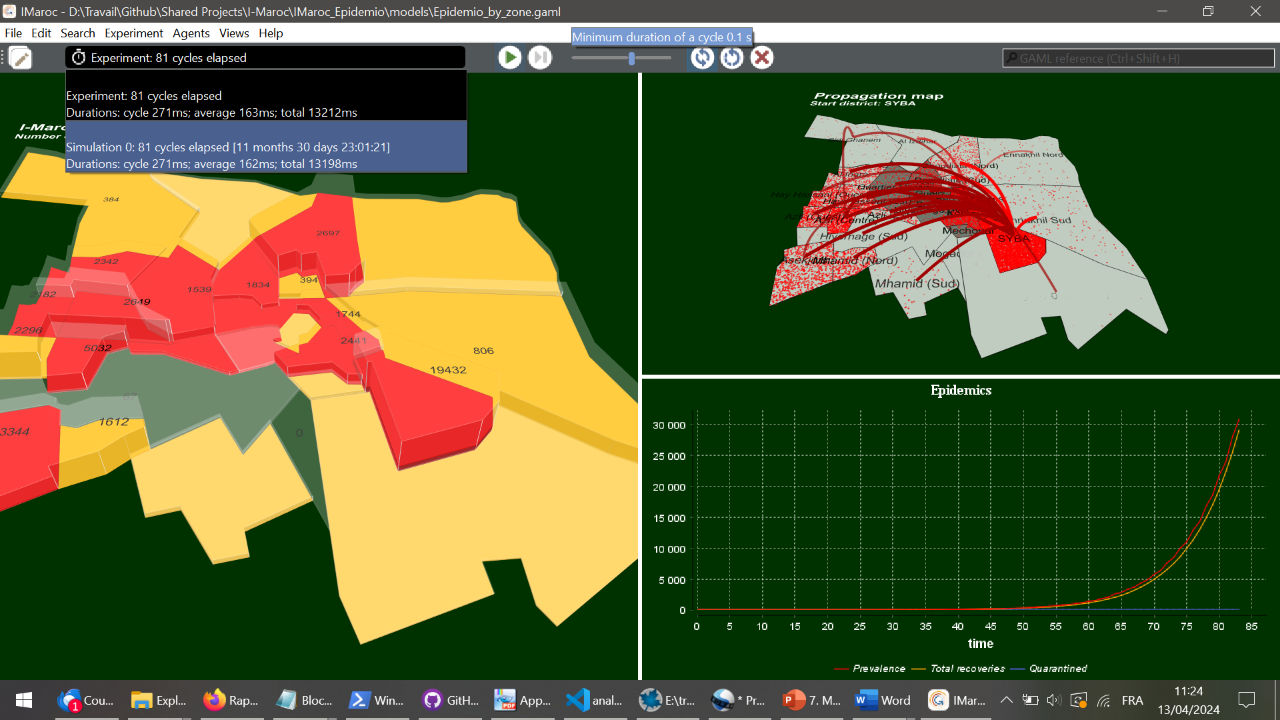 IMaroc - D:\Travail\Github\Shared Projects\I-Maroc\IMaroc_Epidemio\models\Epidemio_by_zone.gaml
File Edit Search Experiment Agents Views Help
Minimum duration of a cycle 0.1 s
Experiment: 81 cycles elapsed
GAML reference (Ctrl+Shift+H)
Experiment: 81 cycles elapsed
Durations: cycle 271ms; average 163ms; total 13212ms
Simulation 0: 81 cycles elapsed [11 months 30 days 23:01:21]
Durations: cycle 271ms; average 162ms; total 13198ms
I-Maroc
Number
384
2697
2342
2649
1539
1834
394
2296
1744
5032
2441
806
19432
1612
3344
0
Propagation map
Start district: SYBA
Ennakhil Nord
Hivernage (Sud)
Mechouar
SYBA
Mhamid (Nord)
Mhamid (Sud)
Epidemics
30 000
25 000
20 000
15 000
10 000
5 000
0
0 5 10 15 20 25 30 35 40 45 50 55 60 65 70 75 80 85
time
Prevalence Total recoveries Quarantined
1 Cou... Expl... Rap... Bloc... Win... GitH... App... anal... E:\tr... * Pr... 7. M... Word IMar... FRA 11:24
13/04/2024